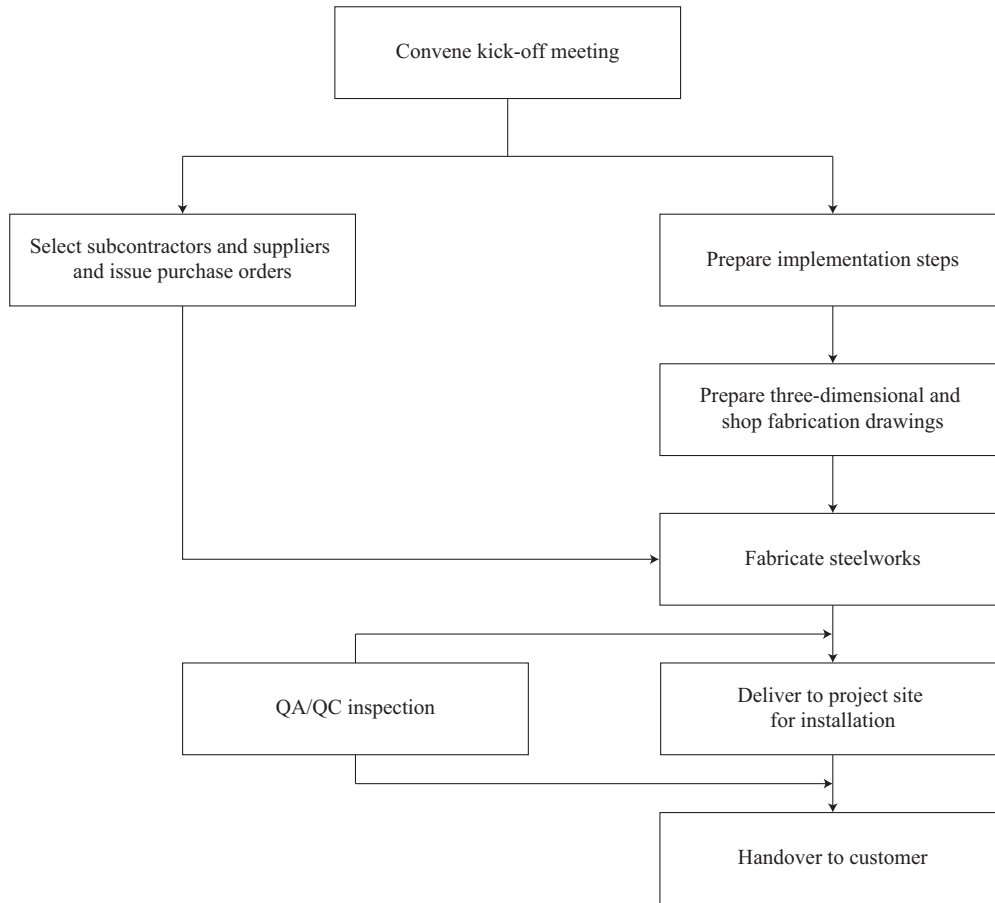 Convene kick-off meeting
Select subcontractors and suppliers
and issue purchase orders
Prepare implementation steps
Prepare three-dimensional and
shop fabrication drawings
Fabricate steelworks
QA/QC inspection
Deliver to project site
for installation
Handover to customer